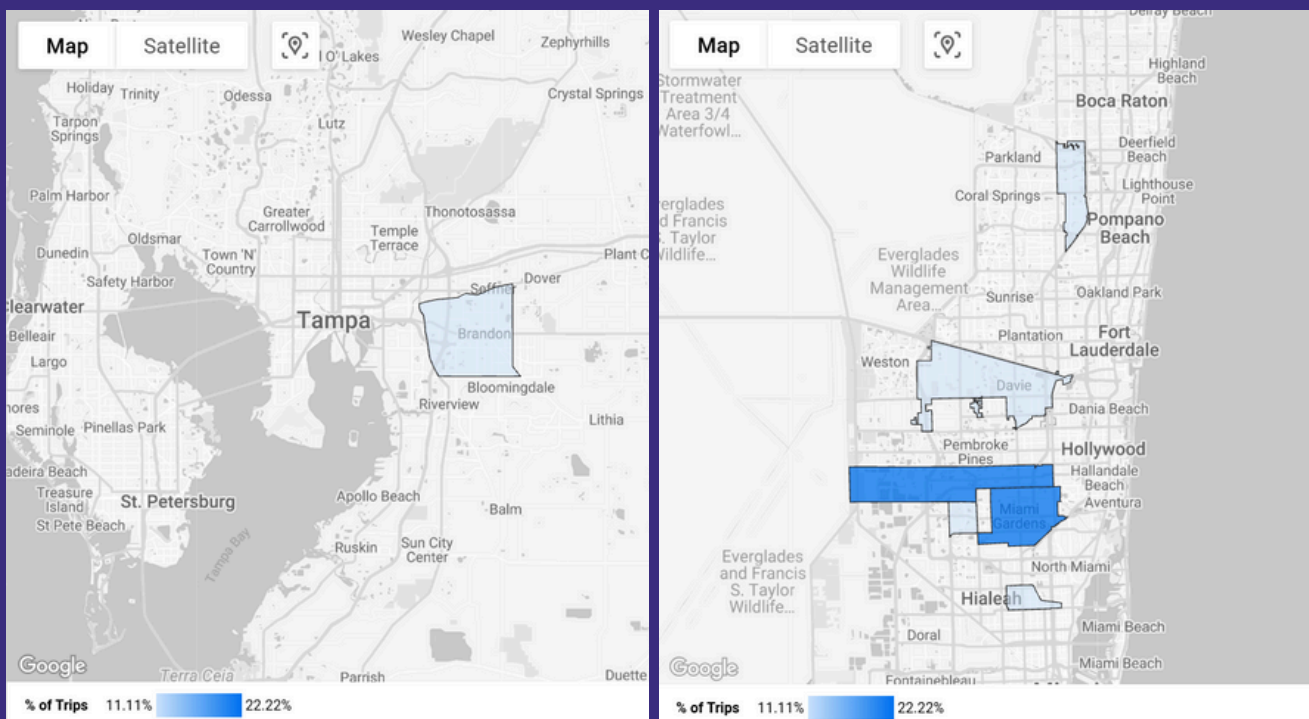 Map
Satellite
Wesley Chapel
Zephyrhills
O' Lakes
Holiday
Trinity
Odessa
Crystal Springs
Tarpon
Springs
Lutz
Palm Harbor
Greater
Carrollwood
Thonotosassa
Temple
Terrace
Oldsmar
Dunedin
Town 'N'
Country
Plant C
Safety Harbor
Dover
Seffner
Clearwater
Tampa
Brandon
Belleair
Largo
Bloomingdale
Riverview
Lithia
Seminole
Pinellas Park
adeira Beach
Treasure
Island
St. Petersburg
Apollo Beach
St Pete Beach
Balm
Tampa Bay
Ruskin
Sun City
Center
Google
Terra Ceia
Parrish
Duette
% of Trips 11.11% 22.22%
Map
Satellite
Delray Beach
Highland
Beach
Stormwater
Treatment
Area 3/4
Waterfowl...
Boca Raton
Deerfield
Beach
Parkland
Coral Springs
Lighthouse
Point
Pompano
Beach
verglades
d Francis
S. Taylor
Wildlife...
Everglades
Wildlife
Management
Area...
Sunrise
Oakland Park
Plantation
Fort
Lauderdale
Weston
Davie
Dania Beach
Pembroke
Pines
Hollywood
Hallandale
Beach
Aventura
Miami
Gardens
Everglades
and Francis
S. Taylor
Wildlife...
North Miami
Hialeah
Doral
Miami Beach
Miami Beach
Google
Fontainebleau
% of Trips 11.11% 22.22%